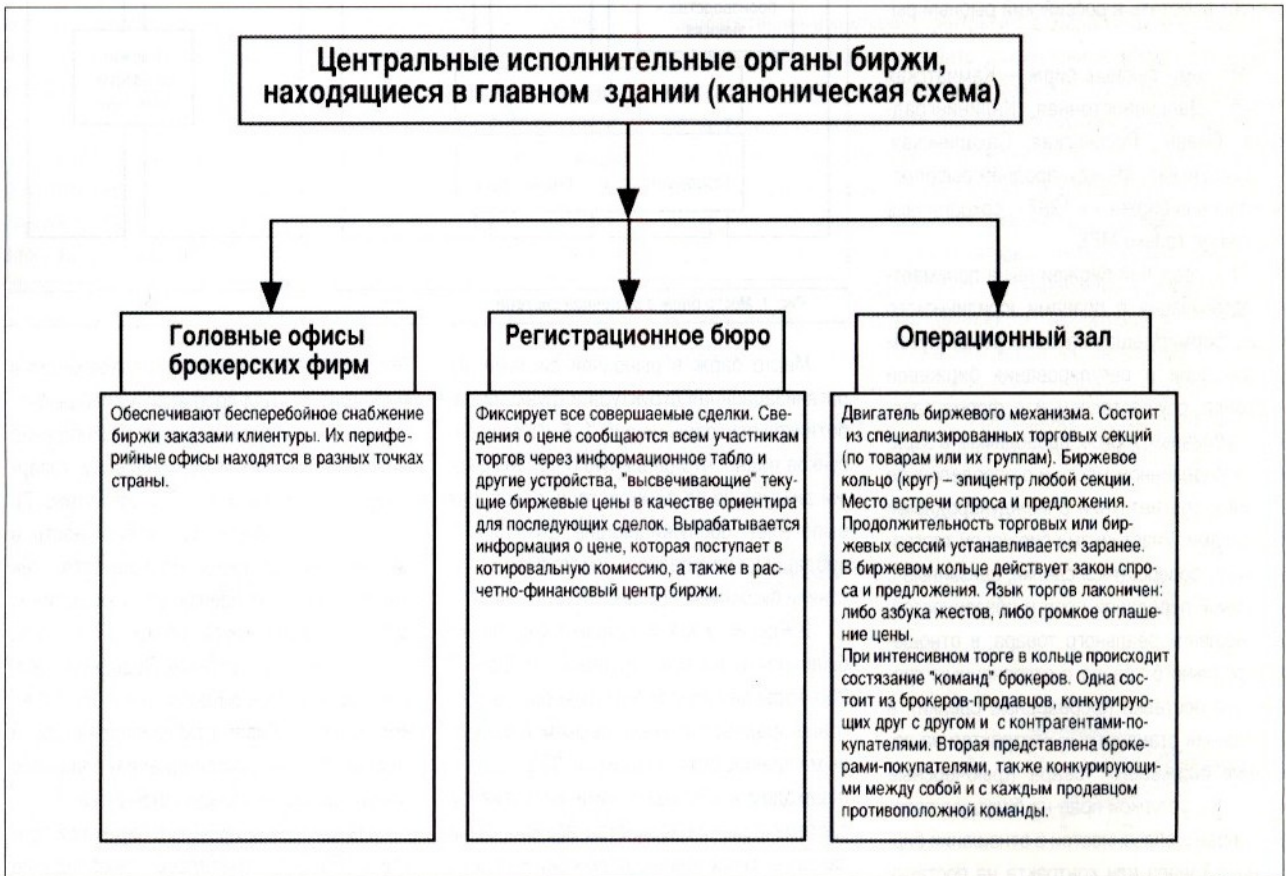 Центральные исполнительные органы биржи,
находящиеся в главном здании (каноническая схема)
Головные офисы
брокерских фирм
Обеспечивают бесперебойное снабжение
биржи заказами клиентуры. Их перифе-
рийные офисы находятся в разных точках
страны.
Регистрационное бюро
Фиксирует все совершаемые сделки. Све-
дения о цене сообщаются всем участникам
торгов через информационное табло и
другие устройства, "высвечивающие" теку-
щие биржевые цены в качестве ориентира
для последующих сделок. Вырабатывается
информация о цене, которая поступает в
котировальную комиссию, а также в рас-
четно-финансовый центр биржи.
Операционный зал
Двигатель биржевого механизма. Состоит
из специализированных торговых секций
(по товарам или их группам). Биржевое
кольцо (круг) – эпицентр любой секции.
Место встречи спроса и предложения.
Продолжительность торговых или бир-
жевых сессий устанавливается заранее.
В биржевом кольце действует закон спро-
са и предложения. Язык торгов лаконичен:
либо азбука жестов, либо громкое оглаше-
ние цены.
При интенсивном торге в кольце происходит
состязание "команд" брокеров. Одна сос-
тоит из брокеров-продавцов, конкурирую-
щих друг с другом и с контрагентами-по-
купателями. Вторая представлена броке-
рами-покупателями, также конкурирующи-
ми между собой и с каждым продавцом
противоположной команды.